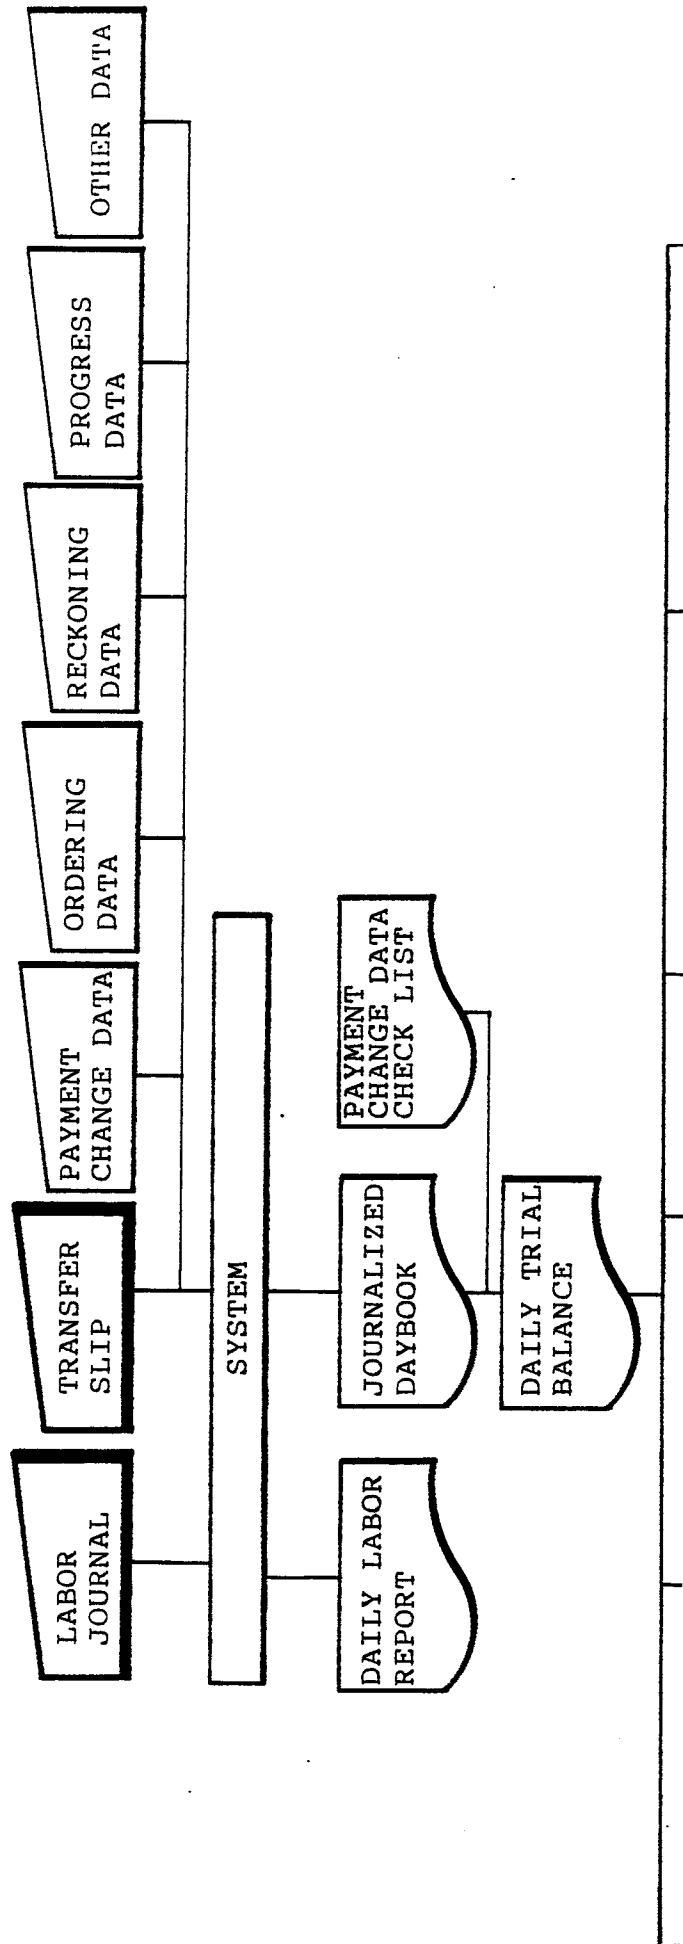 LABOR
JOURNAL
TRANSFER
SLIP
PAYMENT
CHANGE DATA
ORDERING
DATA
RECKONING
DATA
PROGRESS
DATA
OTHER DATA
SYSTEM
DAILY LABOR
REPORT
JOURNALIZED
DAYBOOK
PAYMENT
CHANGE DATA
CHECK LIST
DAILY TRIAL
BALANCE